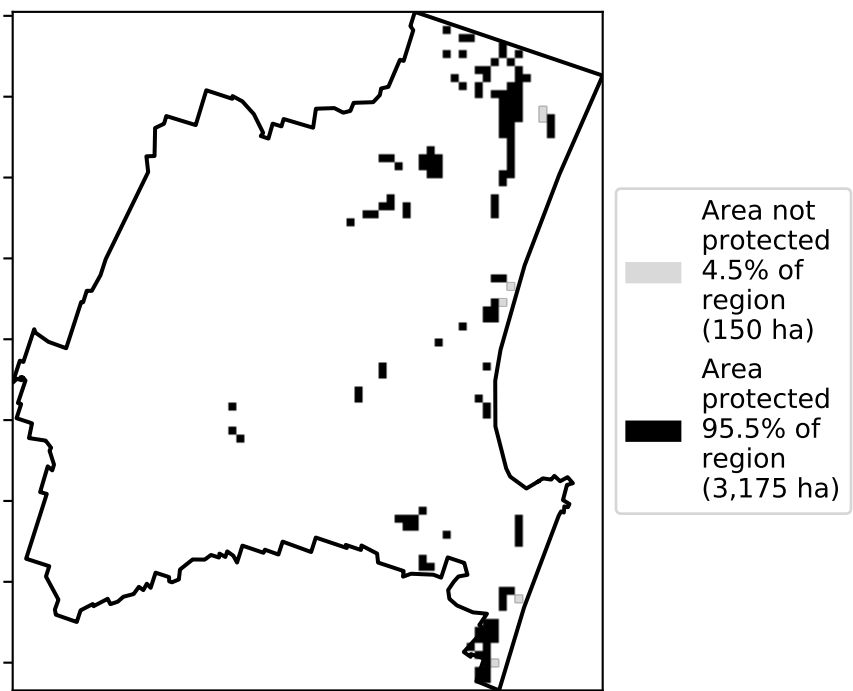 Area not
protected
4.5% of
region
(150 ha)
Area
protected
95.5% of
region
(3,175 ha)